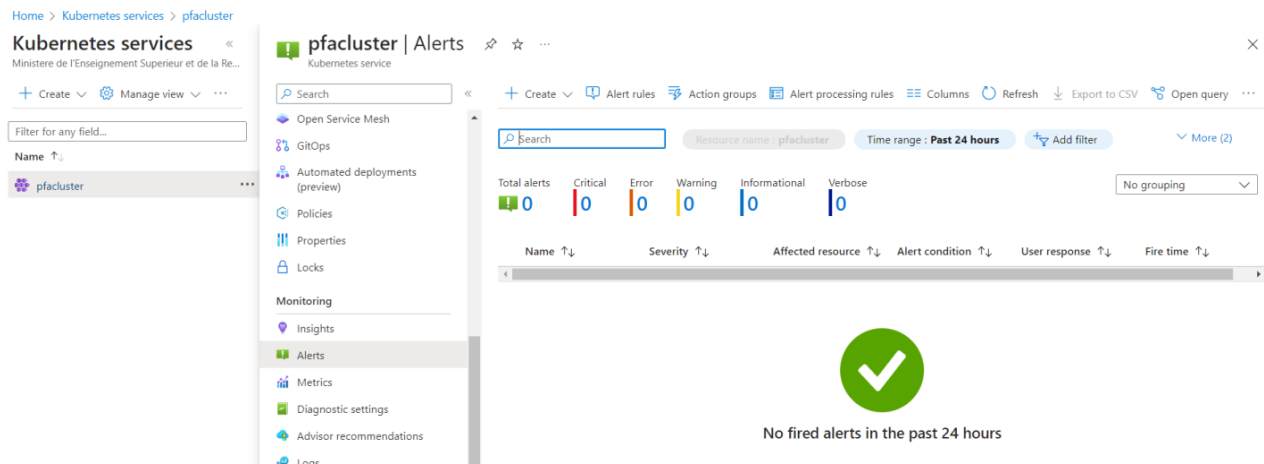 Home > Kubernetes services > pfacluster
Kubernetes services «
Ministere de l'Enseignement Superieur et de la Re...
+ Create Manage view ...
Filter for any field...
Name ↑↓
pfacluster ...
pfacluster | Alerts ...
Kubernetes service
Search «
Open Service Mesh
GitOps
Automated deployments
(preview)
Policies
Properties
Locks
Monitoring
Insights
Alerts
Metrics
Diagnostic settings
Advisor recommendations
Logs
+ Create Alert rules Action groups Alert processing rules Columns Refresh Export to CSV Open query ...
Search Resource name : pfacluster Time range : Past 24 hours Add filter More (2)
Total alerts Critical Error Warning Informational Verbose
0 0 0 0 0 0
No grouping
Name ↑↓ Severity ↑↓ Affected resource ↑↓ Alert condition ↑↓ User response ↑↓ Fire time ↑↓
No fired alerts in the past 24 hours